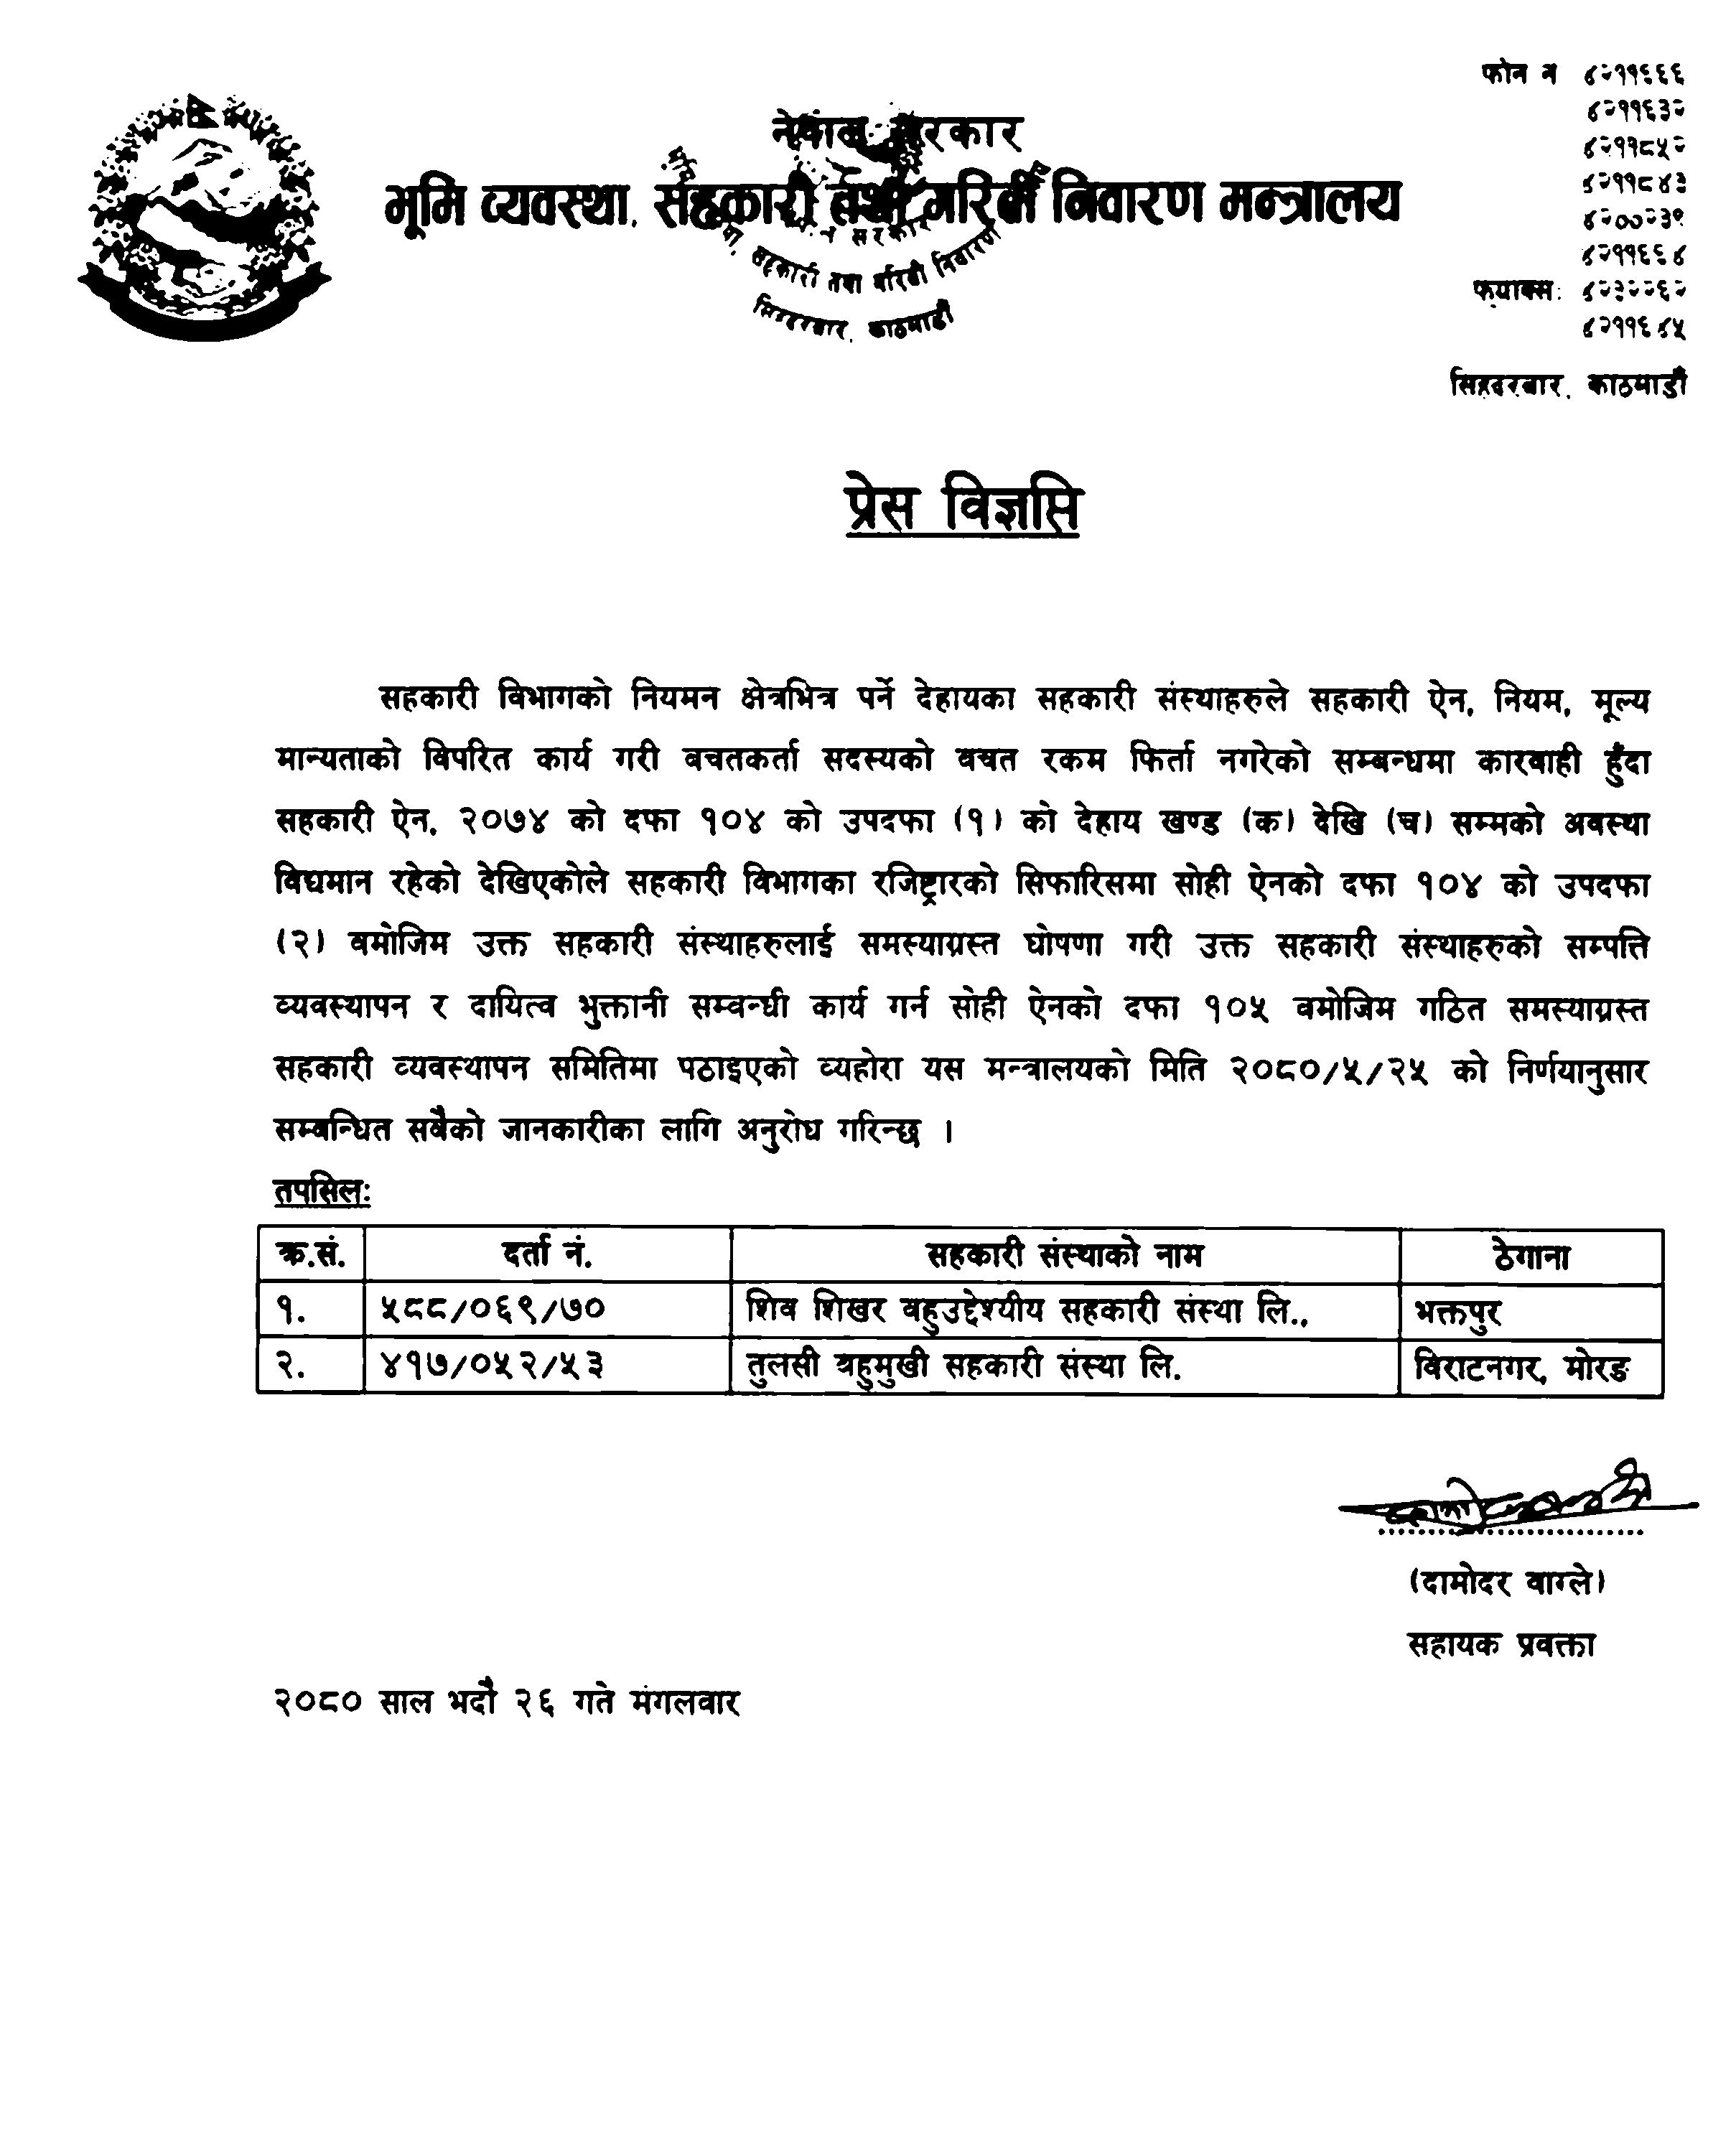 फोन नं ४२११६६६
४२११६३२
४२११८५२
४२११८४३
४२००२३९
४२११६६४
फ्याक्सः ४२३२२६२
४२११६४५
सिंहदरबार, काठमाडौं
नेपाल सरकार
भूमि व्यवस्था, सहकारी तथा गरिबी निवारण मन्त्रालय
सरकार
सहकारी तथा गरिबी निवारण
सिंहदरबार, काठमाडौं
प्रेस विज्ञप्ति
सहकारी विभागको नियमन क्षेत्रभित्र पर्ने देहायका सहकारी संस्थाहरुले सहकारी ऐन, नियम, मूल्य
मान्यताको विपरित कार्य गरी बचतकर्ता सदस्यको बचत रकम फिर्ता नगरेको सम्बन्धमा कारबाही हुँदा
सहकारी ऐन, २०७४ को दफा १०४ को उपदफा (१) को देहाय खण्ड (क) देखि (च) सम्मको अवस्था
विद्यमान रहेको देखिएकोले सहकारी विभागका रजिष्ट्रारको सिफारिसमा सोही ऐनको दफा १०४ को उपदफा
(२) बमोजिम उक्त सहकारी संस्थाहरुलाई समस्याग्रस्त घोषणा गरी उक्त सहकारी संस्थाहरुको सम्पत्ति
व्यवस्थापन र दायित्व भुक्तानी सम्वन्धी कार्य गर्न सोही ऐनको दफा १०५ बमोजिम गठित समस्याग्रस्त
सहकारी व्यवस्थापन समितिमा पठाइएको व्यहोरा यस मन्त्रालयको मिति २०८०/५/२५ को निर्णयानुसार
सम्बन्धित सबैको जानकारीका लागि अनुरोध गरिन्छ ।
तपसिलः
क्र.सं. दर्ता नं. सहकारी संस्थाको नाम ठेगाना
१. ५८८/०६९/७० शिव शिखर बहुउद्देश्यीय सहकारी संस्था लि., भक्तपुर
२. ४१७/०५२/५३ तुलसी बहुमुखी सहकारी संस्था लि. विराटनगर, मोरङ
(दामोदर वाग्ले)
सहायक प्रवक्ता
२०८० साल भदौ २६ गते मंगलवार